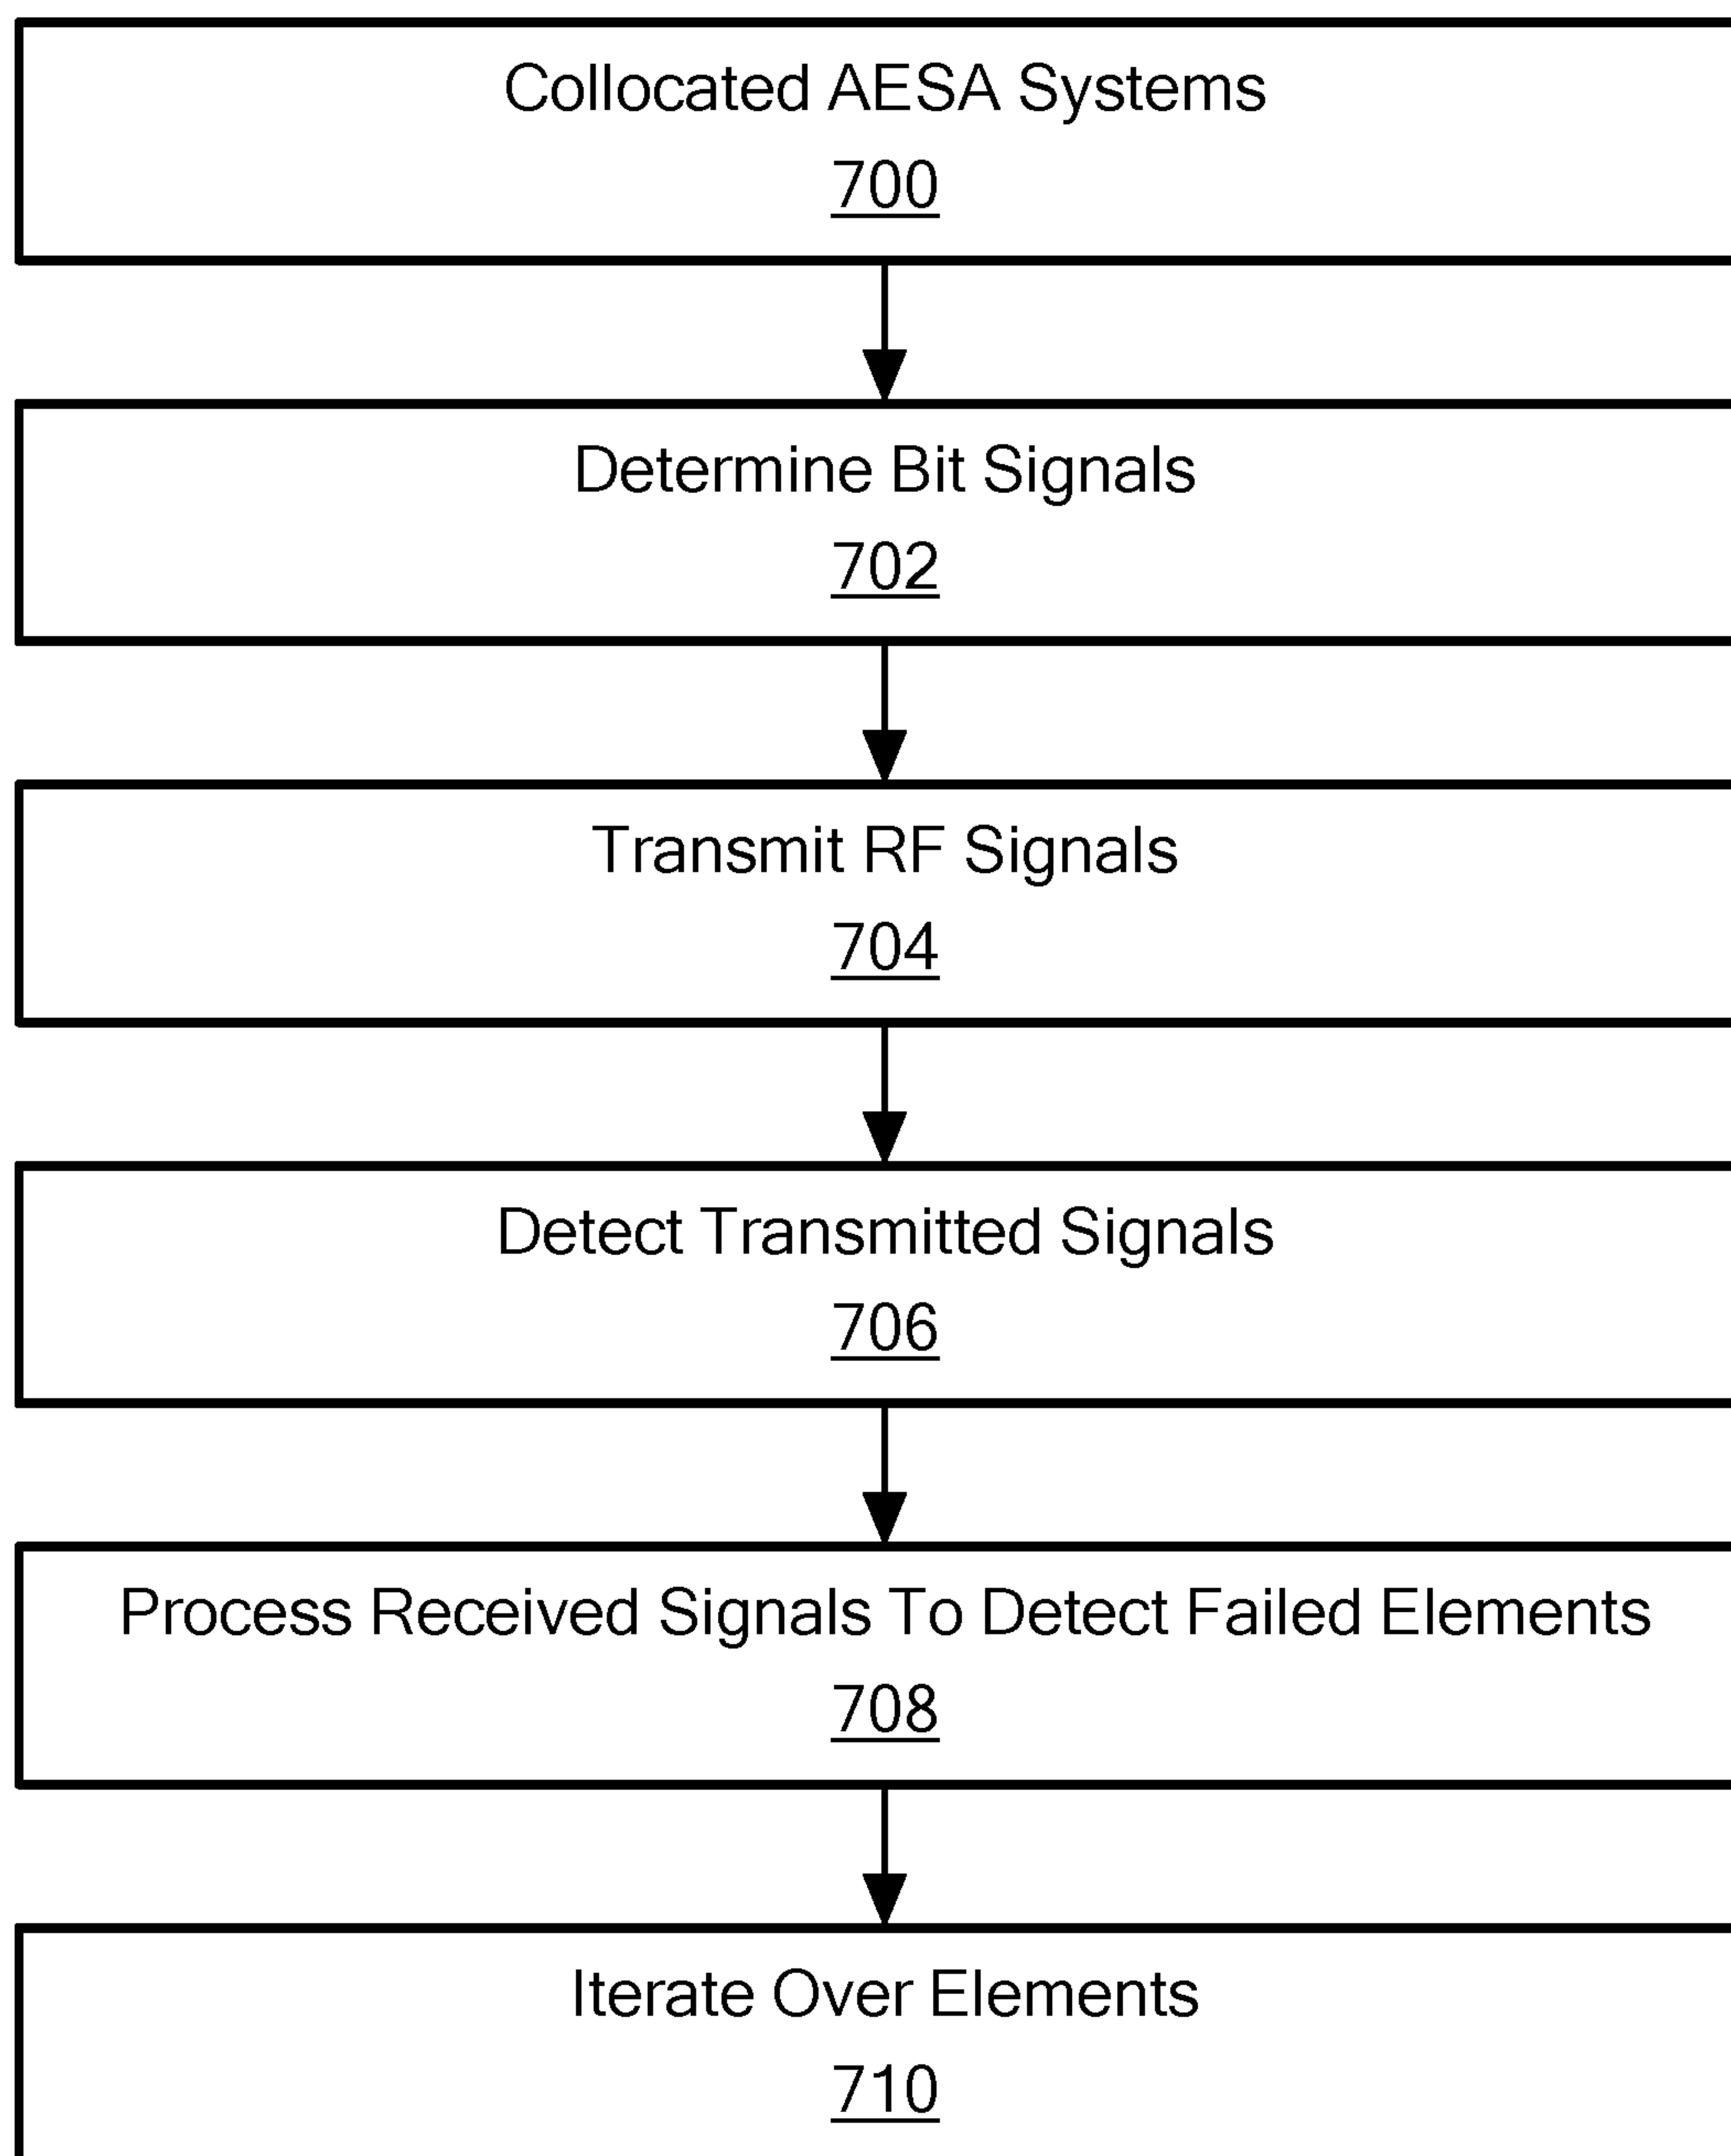 Collocated AESA Systems
700
Determine Bit Signals
702
Transmit RF Signals
704
Detect Transmitted Signals
706
Process Received Signals To Detect Failed Elements
708
Iterate Over Elements
710